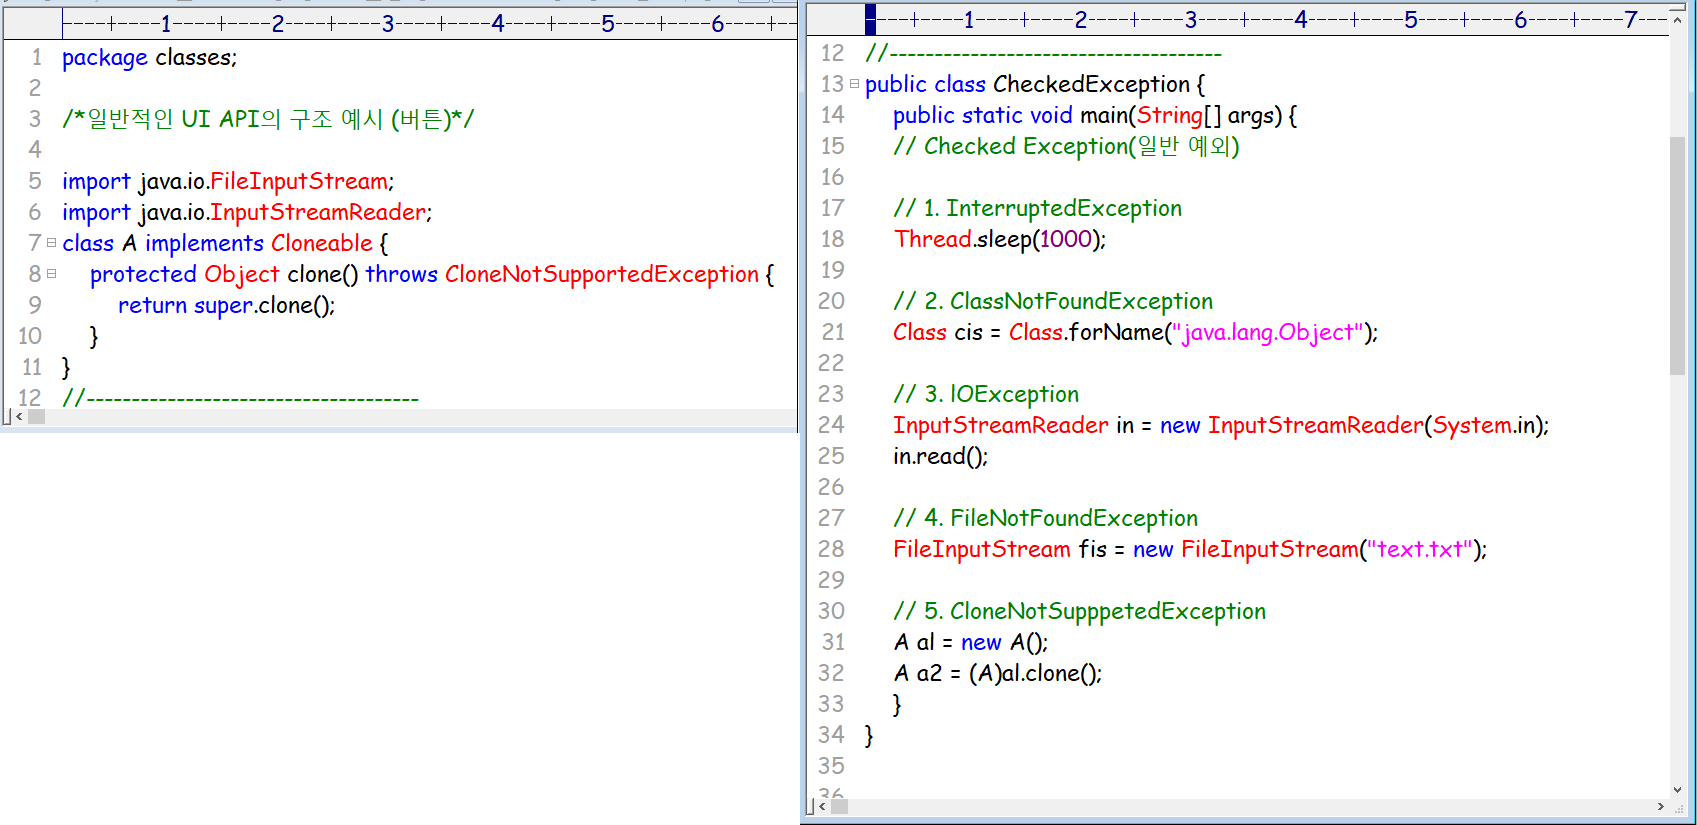 ----+----1----+----2----+----3----+----4----+----5----+----6----+-
1 package classes;
2
3 /*일반적인 UI API의 구조 예시 (버튼)*/
4
5 import java.io.FileInputStream;
6 import java.io.InputStreamReader;
7 class A implements Cloneable {
8 protected Object clone() throws CloneNotSupportedException {
9 return super.clone();
10 }
11 }
12 //-------------------------------------
----+----1----+----2----+----3----+----4----+----5----+----6----+----7---
12 //-------------------------------------
13 public class CheckedException {
14 public static void main(String[] args) {
15 // Checked Exception(일반 예외)
16
17 // 1. InterruptedException
18 Thread.sleep(1000);
19
20 // 2. ClassNotFoundException
21 Class cis = Class.forName("java.lang.Object");
22
23 // 3. lOException
24 InputStreamReader in = new InputStreamReader(System.in);
25 in.read();
26
27 // 4. FileNotFoundException
28 FileInputStream fis = new FileInputStream("text.txt");
29
30 // 5. CloneNotSupppetedException
31 A al = new A();
32 A a2 = (A)al.clone();
33 }
34 }
35
36